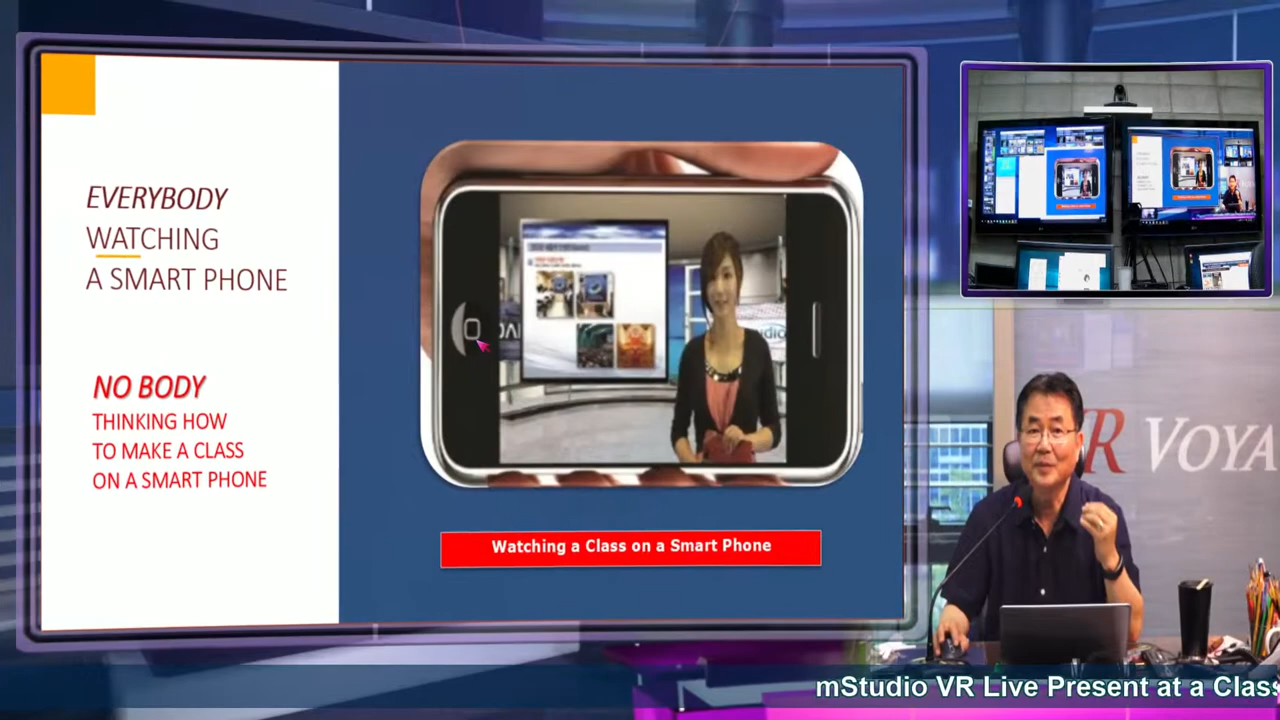 EVERYBODY
WATCHING
A SMART PHONE
NO BODY
THINKING HOW
TO MAKE A CLASS
ON A SMART PHONE
Watching a Class on a Smart Phone
R VOYA
mStudio VR Live Present at a Class